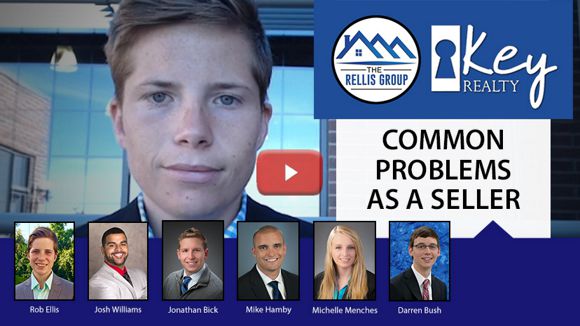 THE
RELLIS GROUP
Key
REALTY
COMMON
PROBLEMS
AS A SELLER
Rob Ellis
Josh Williams
Jonathan Bick
Mike Hamby
Michelle Menches
Darren Bush